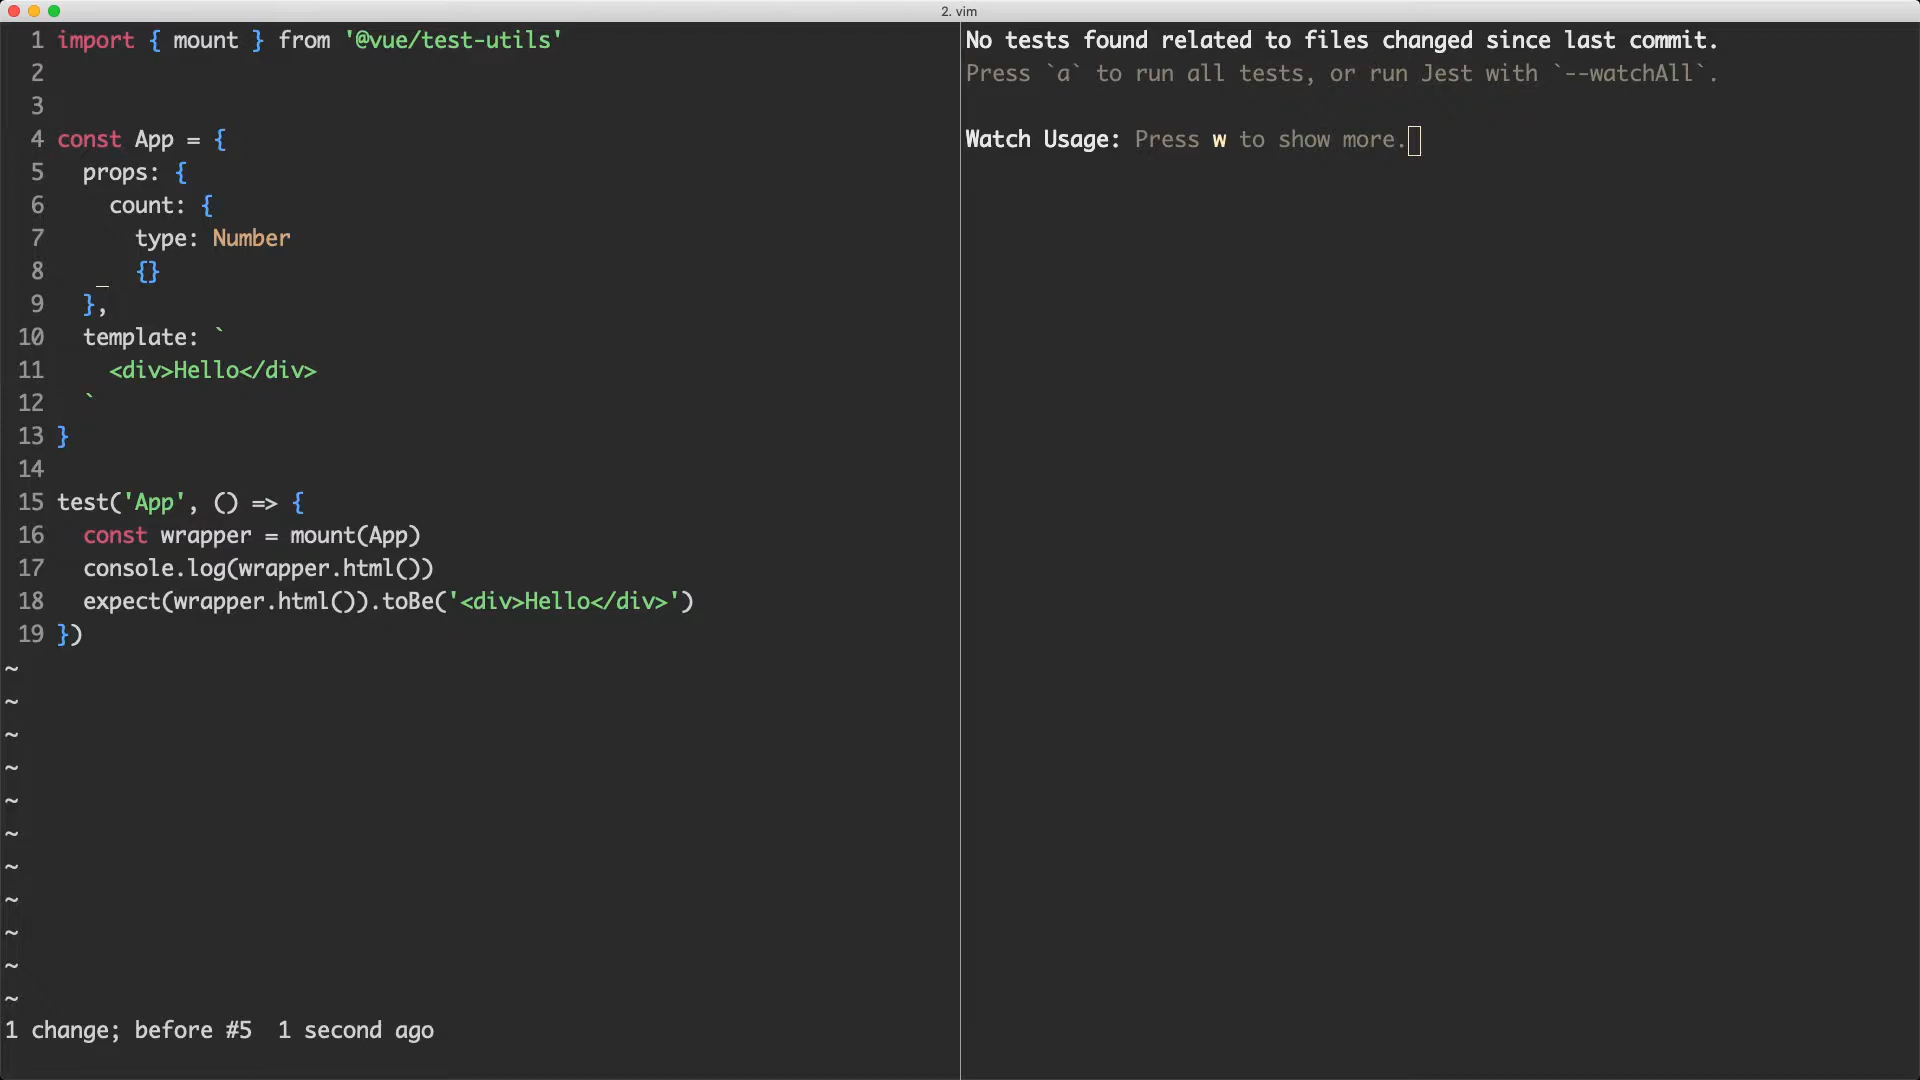 2. vim
1 import { mount } from '@vue/test-utils'
2
3
4 const App = {
5   props: {
6     count: {
7       type: Number
8    _  {}
9   },
10   template: `
11     <div>Hello</div>
12   `
13 }
14
15 test('App', () => {
16   const wrapper = mount(App)
17   console.log(wrapper.html())
18   expect(wrapper.html()).toBe('<div>Hello</div>')
19 })
~
~
~
~
~
~
~
~
~
~
~
1 change; before #5  1 second ago
No tests found related to files changed since last commit.
Press `a` to run all tests, or run Jest with `--watchAll`.
Watch Usage: Press w to show more.